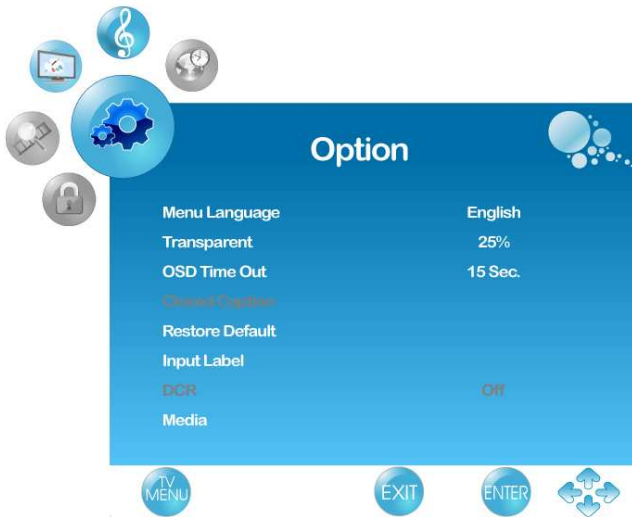 Option
Menu Language English
Transparent 25%
OSD Time Out 15 Sec.
Closed Caption
Restore Default
Input Label
DCR Off
Media
TV MENU
EXIT
ENTER